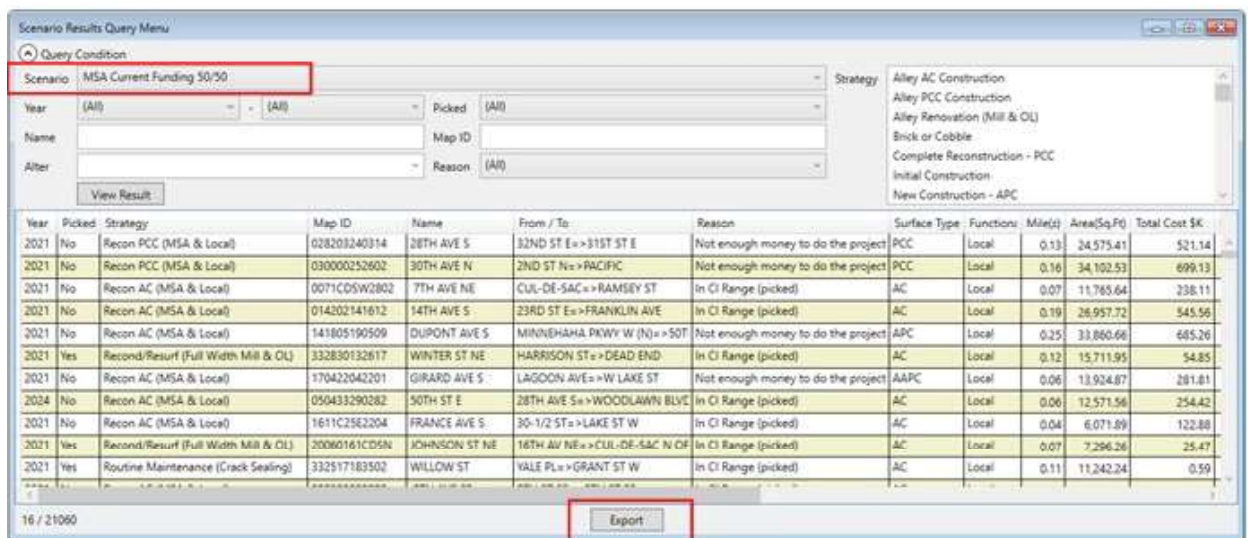 Scenario Results Query Menu
Query Condition
Scenario MSA Current Funding 50/50 Strategy
Year (All) - (All) Picked (All)
Name Map ID
Alter Reason (All)
View Result
Alley AC Construction
Alley PCC Construction
Alley Renovation (Mill & OL)
Brick or Cobble
Complete Reconstruction - PCC
Initial Construction
New Construction - APC
Year Picked Strategy Map ID Name From / To Reason Surface Type Function Mile(s) Area(Sq.Ft) Total Cost $K
2021 No Recon PCC (MSA & Local) 028203240314 28TH AVE S 32ND ST E=>31ST ST E Not enough money to do the project PCC Local 0.13 24,575.41 521.14
2021 No Recon PCC (MSA & Local) 030000252602 30TH AVE N 2ND ST N=>PACIFIC Not enough money to do the project PCC Local 0.16 34,102.53 699.13
2021 No Recon AC (MSA & Local) 0071CDSW2802 7TH AVE NE CUL-DE-SAC=>RAMSEY ST In CI Range (picked) AC Local 0.07 11,765.64 238.11
2021 No Recon AC (MSA & Local) 014202141612 14TH AVE S 23RD ST E=>FRANKLIN AVE In CI Range (picked) AC Local 0.19 26,957.72 545.56
2021 No Recon AC (MSA & Local) 141805190509 DUPONT AVE S MINNEHAHA PKWY W (N)=>50T Not enough money to do the project APC Local 0.25 33,860.66 685.26
2021 Yes Recond/Resurf (Full Width Mill & OL) 332830132617 WINTER ST NE HARRISON ST=>DEAD END In CI Range (picked) AC Local 0.12 15,711.95 54.85
2021 No Recon AC (MSA & Local) 170422042201 GIRARD AVE S LAGOON AVE=>W LAKE ST Not enough money to do the project AAPC Local 0.06 13,924.87 281.81
2024 No Recon AC (MSA & Local) 050433290282 50TH ST E 28TH AVE S=>WOODLAWN BLVD In CI Range (picked) AC Local 0.06 12,571.56 254.42
2021 No Recon AC (MSA & Local) 1611C25E2204 FRANCE AVE S 30-1/2 ST=>LAKE ST W In CI Range (picked) AC Local 0.04 6,071.89 122.88
2021 Yes Recond/Resurf (Full Width Mill & OL) 20060161CDSN JOHNSON ST NE 16TH AV NE=>CUL-DE-SAC N OF In CI Range (picked) AC Local 0.07 7,296.26 25.47
2021 Yes Routine Maintenance (Crack Sealing) 332517183502 WILLOW ST YALE PL=>GRANT ST W In CI Range (picked) AC Local 0.11 11,242.24 0.59
16 / 21060 Export